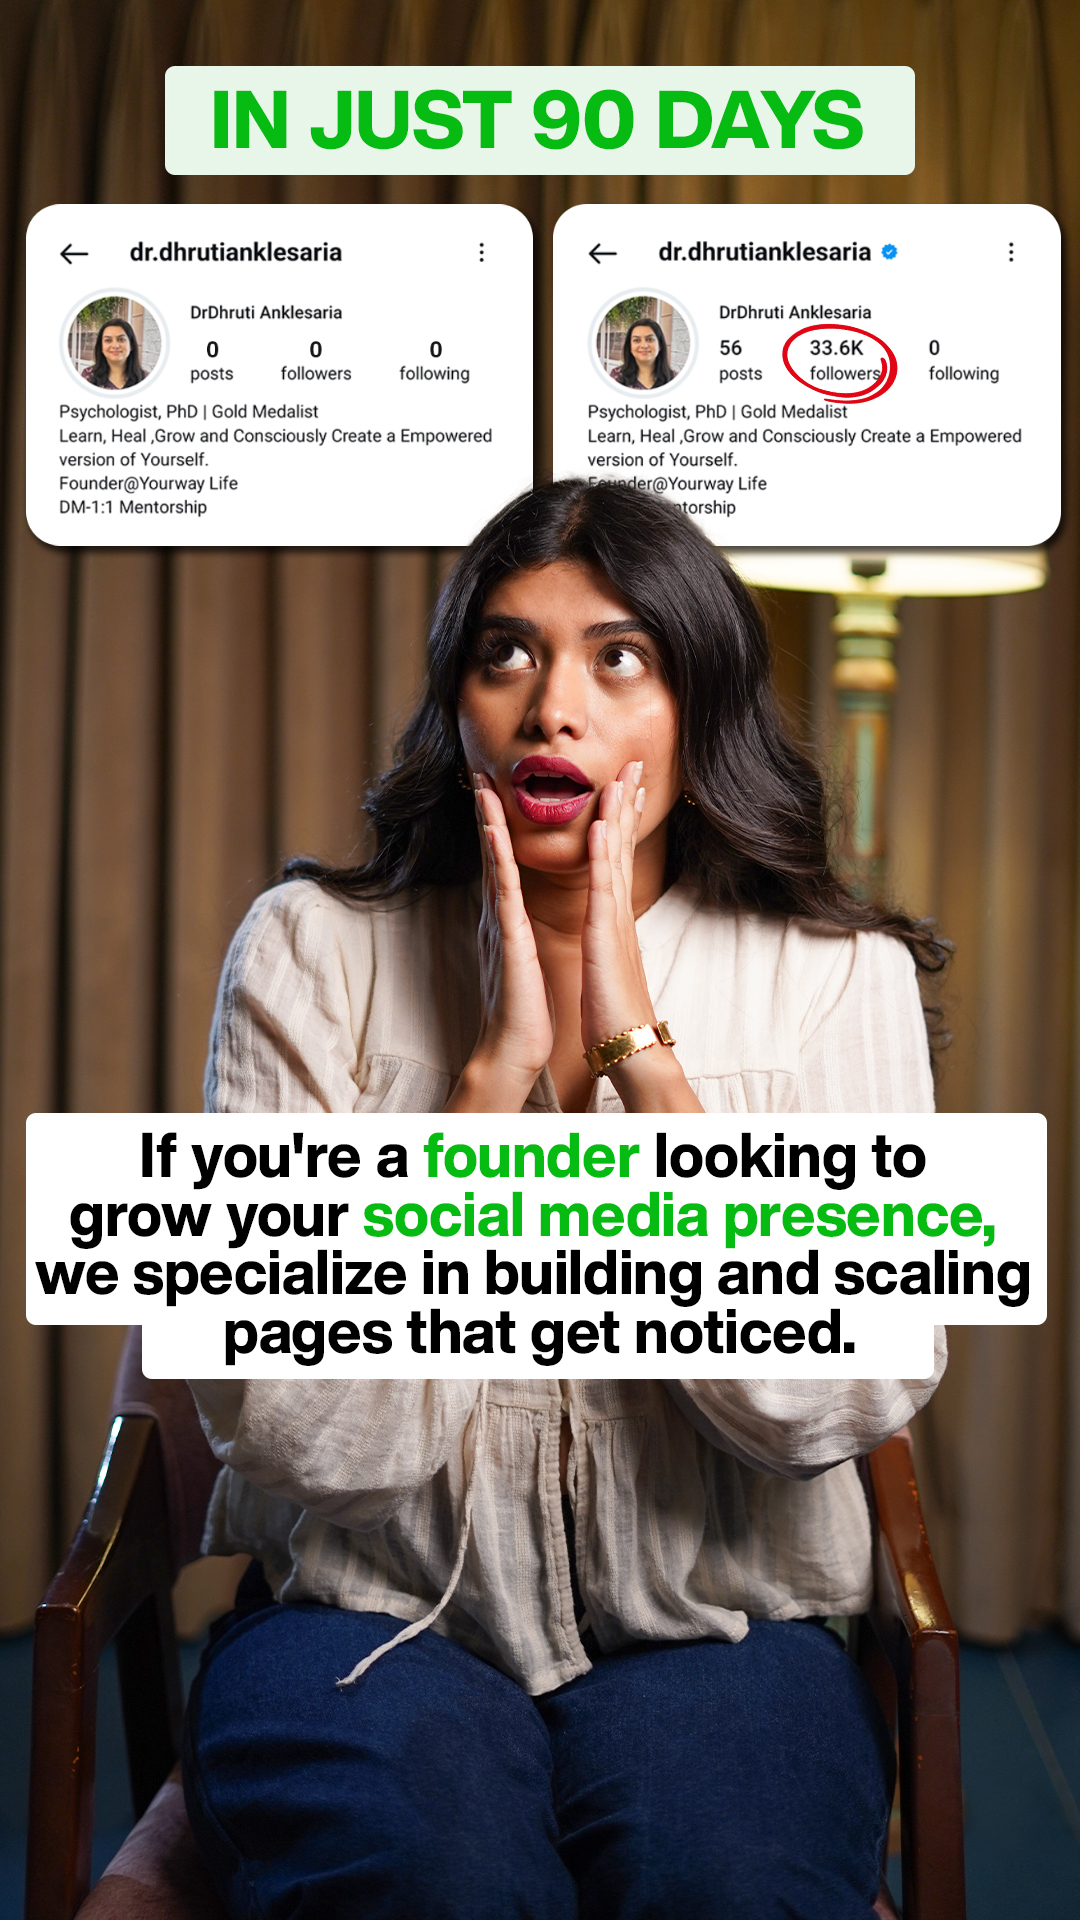 IN JUST 90 DAYS
dr.dhrutianklesaria
DrDhruti Anklesaria
0 0 0
posts followers following
Psychologist, PhD | Gold Medalist
Learn, Heal ,Grow and Consciously Create a Empowered
version of Yourself.
Founder@Yourway Life
DM-1:1 Mentorship
dr.dhrutianklesaria
DrDhruti Anklesaria
56 33.6K 0
posts followers following
Psychologist, PhD | Gold Medalist
Learn, Heal ,Grow and Consciously Create a Empowered
version of Yourself.
Founder@Yourway Life
ntorship
If you're a founder looking to
grow your social media presence,
we specialize in building and scaling
pages that get noticed.